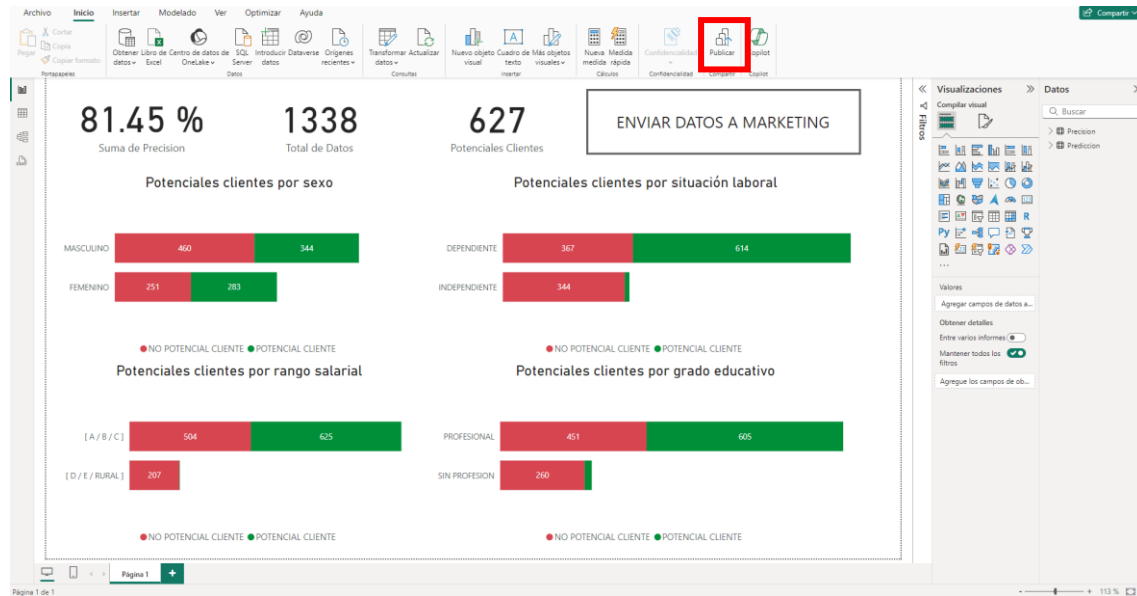 Archivo Inicio Insertar Modelado Ver Optimizar Ayuda
Compartir
Pegar
Cortar
Copia
Copiar formato
Portapapeles
Obtener datos
Libro de Excel
Centro de datos de OneLake
SQL Server
Introducir datos
Dataverse
Orígenes recientes
Datos
Transformar datos
Actualizar
Consultas
Nuevo objeto visual
Cuadro de texto
Más objetos visuales
Insertar
Nueva medida
Medida rápida
Cálculos
Confidencialidad
Confidencialidad
Publicar
Compartir
Copilot
Copilot
81.45 %
Suma de Precision
1338
Total de Datos
627
Potenciales Clientes
ENVIAR DATOS A MARKETING
Potenciales clientes por sexo
MASCULINO 460 344
FEMENINO 251 283
NO POTENCIAL CLIENTE POTENCIAL CLIENTE
Potenciales clientes por situación laboral
DEPENDIENTE 367 614
INDEPENDIENTE 344
NO POTENCIAL CLIENTE POTENCIAL CLIENTE
Potenciales clientes por rango salarial
[ A / B / C ] 504 625
[ D / E / RURAL ] 207
NO POTENCIAL CLIENTE POTENCIAL CLIENTE
Potenciales clientes por grado educativo
PROFESIONAL 451 605
SIN PROFESION 260
NO POTENCIAL CLIENTE POTENCIAL CLIENTE
Filtros
Visualizaciones
Compilar visual
R
Py
...
Valores
Agregar campos de datos a...
Obtener detalles
Entre varios informes
Mantener todos los
filtros
Agregue los campos de ob...
Datos
Buscar
Precision
Prediccion
Página 1
Página 1 de 1
113 %